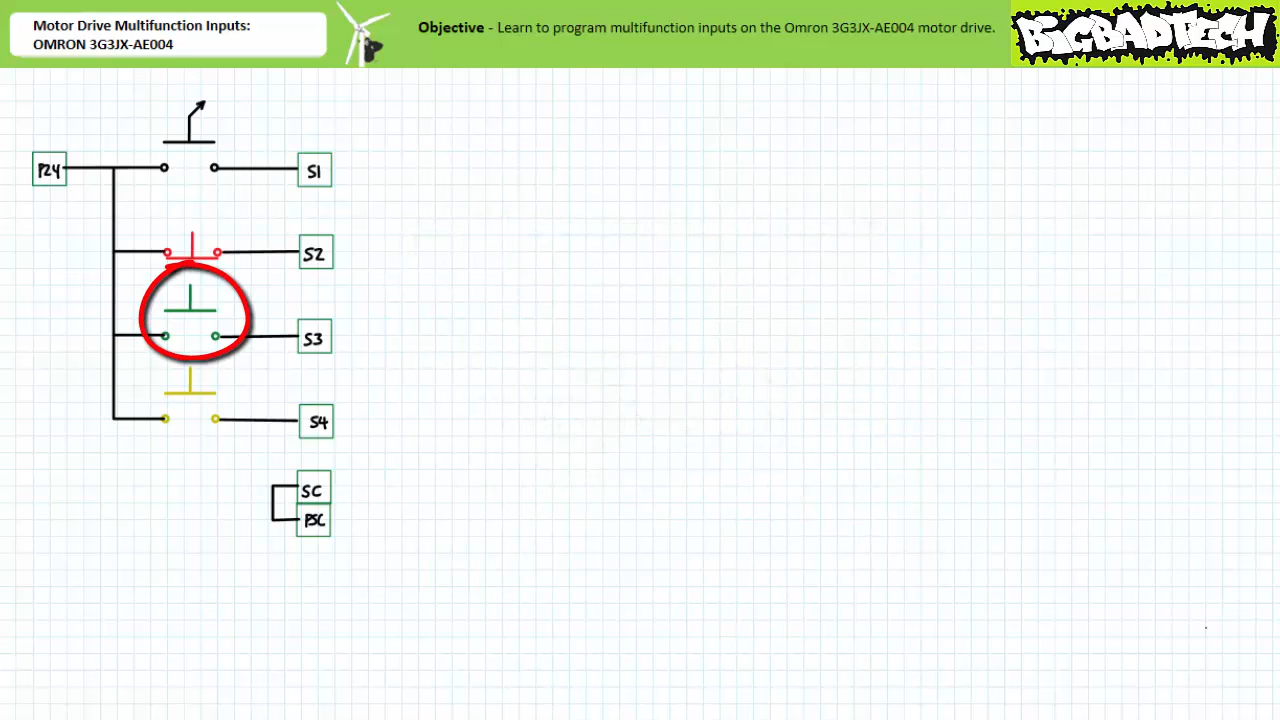 Motor Drive Multifunction Inputs:
OMRON 3G3JX-AE004
Objective - Learn to program multifunction inputs on the Omron 3G3JX-AE004 motor drive.
BIGBADTECH
P24
S1
S2
S3
S4
SC
PSC